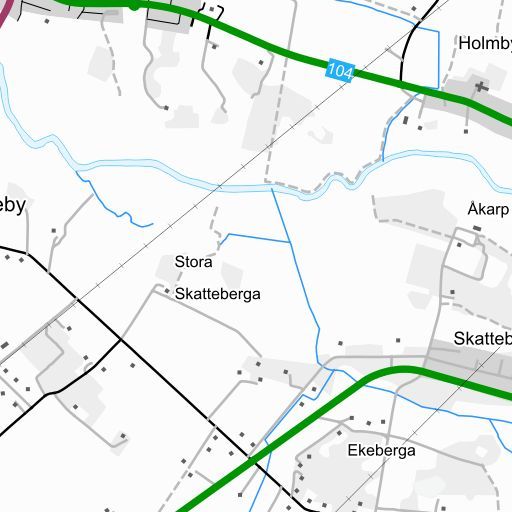 Holmby
104
eby
Åkarp
Stora
Skatteberga
Skatteb
Ekeberga